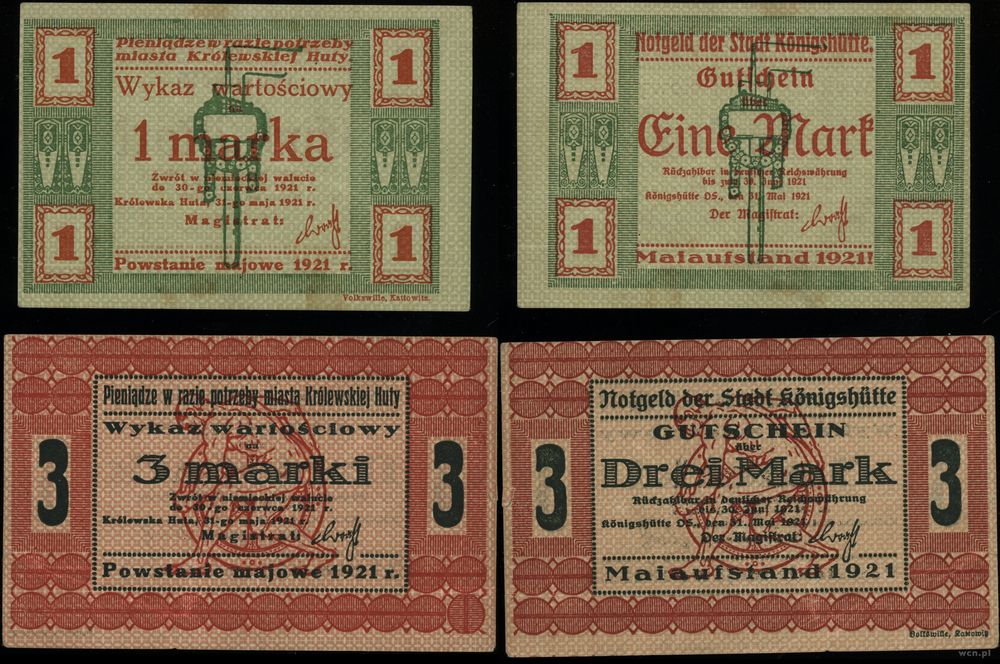 1
1
Pieniądze w razie potrzeby
miasta Królewskiej Huty.
Wykaz wartościowy
na
1 marka
Zwrót w niemieckiej walucie
do 30-go czerwca 1921 r.
Królewska Huta, 31-go maja 1921 r.
Magistrat:
1
1
Powstanie majowe 1921 r.
Volkswille, Kattowitz.
1
1
Notgeld der Stadt Königshütte.
Gutschein
über
Eine Mark
Rückzahlbar in deutscher Reichswährung
bis zum 30. Juni 1921
Königshütte OS., den 31. Mai 1921
Der Magistrat:
1
1
Maiaufstand 1921!
Pieniądze w razie potrzeby miasta Królewskiej Huty
Wykaz wartościowy
na
3 marki
3
3
Zwrót w niemieckiej walucie
do 30-go czerwca 1921 r.
Królewska Huta, 31-go maja 1921 r.
Magistrat:
Powstanie majowe 1921 r.
Notgeld der Stadt Königshütte
GUTSCHEIN
über
Drei Mark
3
3
Rückzahlbar in deutscher Reichswährung
bis 30. Juni 1921
Königshütte OS., den 31. Mai 1921
Der Magistrat:
Maiaufstand 1921
Volkswille, Kattowitz
wcn.pl